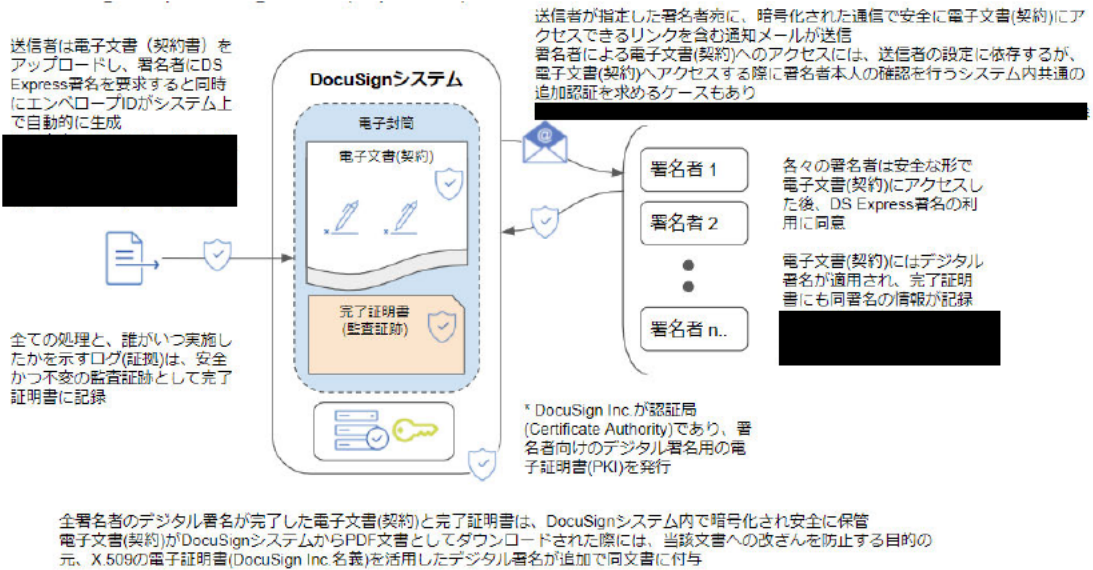 送信者は電子文書（契約書）を
アップロードし、署名者にDS
Express署名を要求すると同時
にエンベロープIDがシステム上
で自動的に生成
送信者が指定した署名者宛に、暗号化された通信で安全に電子文書(契約)にア
クセスできるリンクを含む通知メールが送信
署名者による電子文書(契約)へのアクセスには、送信者の設定に依存するが、
電子文書(契約)へアクセスする際に署名者本人の確認を行うシステム内共通の
追加認証を求めるケースもあり
DocuSignシステム
電子封筒
電子文書(契約)
完了証明書
(監査証跡)
署名者 1
署名者 2
署名者 n..
各々の署名者は安全な形で
電子文書(契約)にアクセスし
た後、DS Express署名の利
用に同意
電子文書(契約)にはデジタル
署名が適用され、完了証明
書にも同署名の情報が記録
全ての処理と、誰がいつ実施し
たかを示すログ(証拠)は、安全
かつ不変の監査証跡として完了
証明書に記録
* DocuSign Inc.が認証局
(Certificate Authority)であり、署
名者向けのデジタル署名用の電
子証明書(PKI)を発行
全署名者のデジタル署名が完了した電子文書(契約)と完了証明書は、DocuSignシステム内で暗号化され安全に保管
電子文書(契約)がDocuSignシステムからPDF文書としてダウンロードされた際には、当該文書への改ざんを防止する目的の
元、X.509の電子証明書(DocuSign Inc.名義)を活用したデジタル署名が追加で同文書に付与